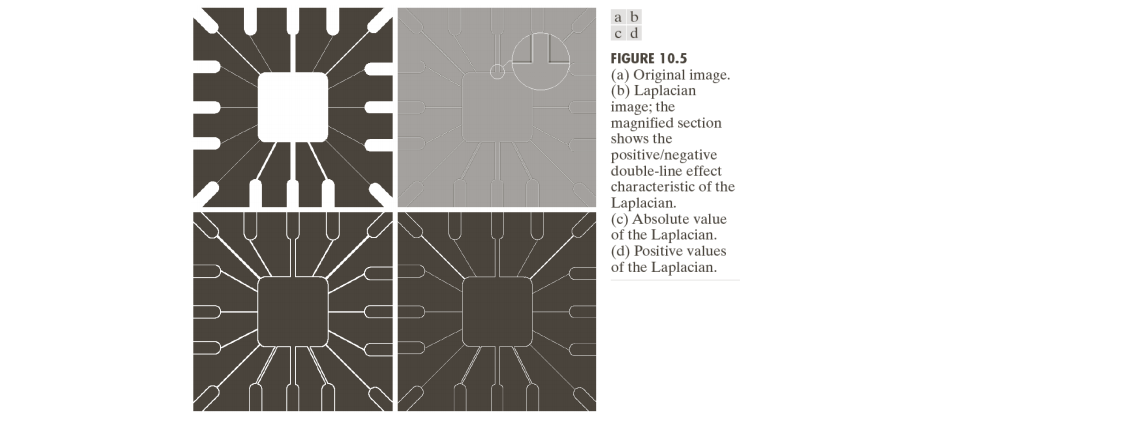 a b
c d
FIGURE 10.5
(a) Original image.
(b) Laplacian
image; the
magnified section
shows the
positive/negative
double-line effect
characteristic of the
Laplacian.
(c) Absolute value
of the Laplacian.
(d) Positive values
of the Laplacian.